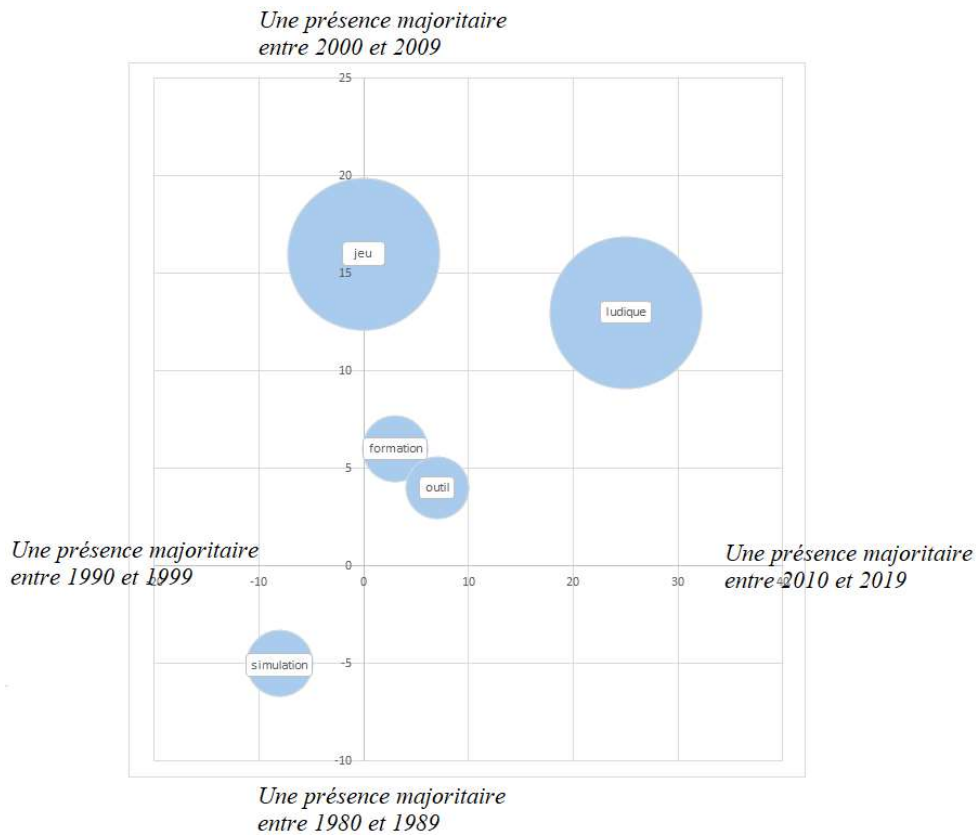 Une présence majoritaire
entre 2000 et 2009
25
20
jeu
15
ludique
10
formation
5
outil
Une présence majoritaire
entre 1990 et 1999
0
Une présence majoritaire
entre 2010 et 2019
-10 0 10 20 30 40
simulation
-5
-10
Une présence majoritaire
entre 1980 et 1989